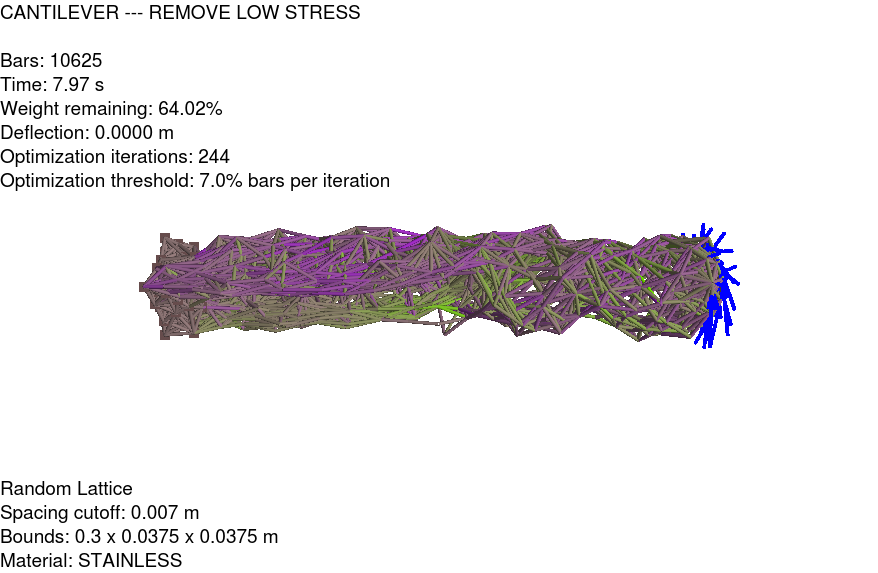 CANTILEVER --- REMOVE LOW STRESS
Bars: 10625
Time: 7.97 s
Weight remaining: 64.02%
Deflection: 0.0000 m
Optimization iterations: 244
Optimization threshold: 7.0% bars per iteration
Random Lattice
Spacing cutoff: 0.007 m
Bounds: 0.3 x 0.0375 x 0.0375 m
Material: STAINLESS